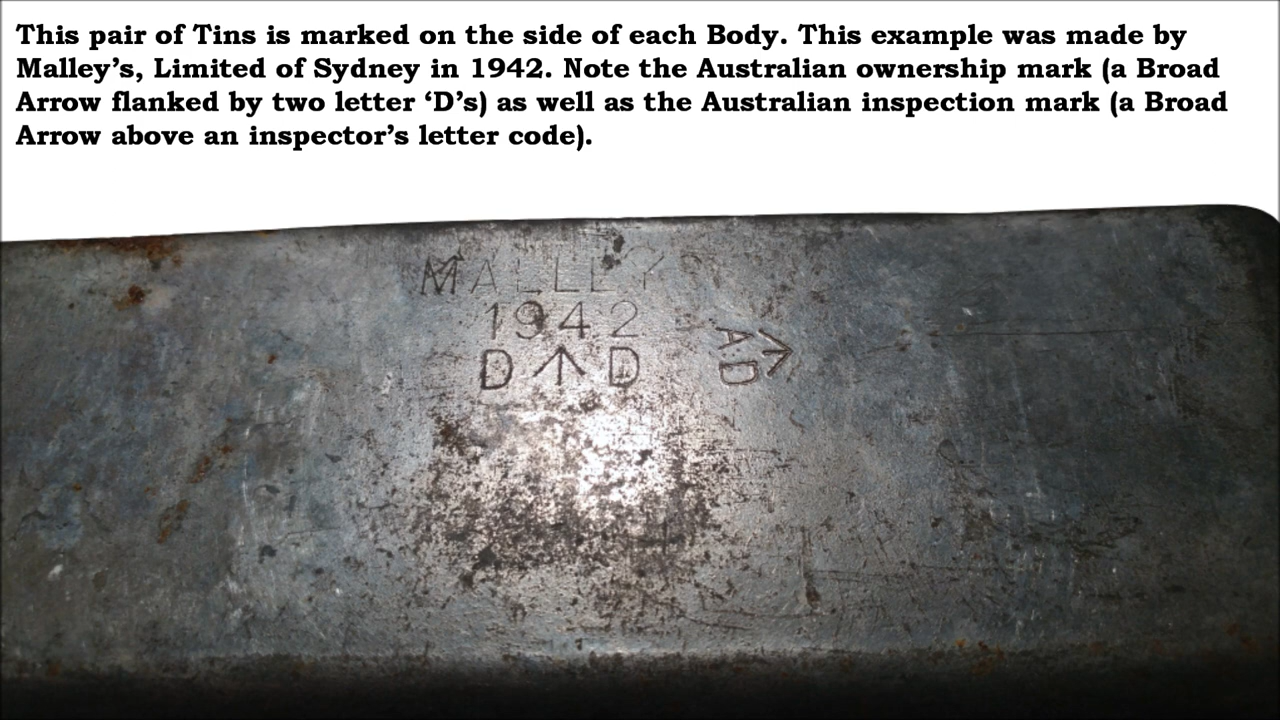 This pair of Tins is marked on the side of each Body. This example was made by
Malley’s, Limited of Sydney in 1942. Note the Australian ownership mark (a Broad
Arrow flanked by two letter ‘D’s) as well as the Australian inspection mark (a Broad
Arrow above an inspector’s letter code).
MALLEY'S
1942
D ↑ D
↑
A.D